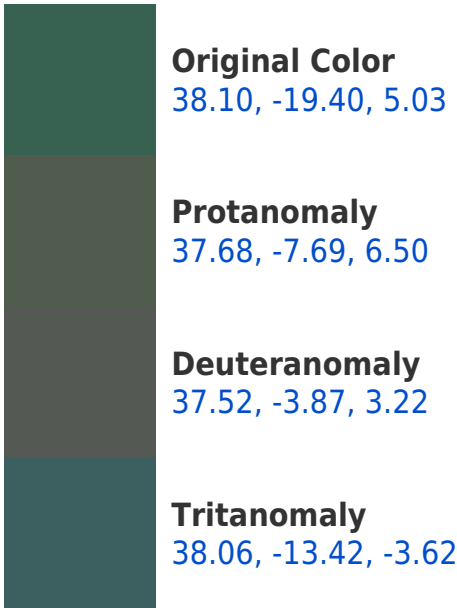 Original Color
38.10, -19.40, 5.03
Protanomaly
37.68, -7.69, 6.50
Deuteranomaly
37.52, -3.87, 3.22
Tritanomaly
38.06, -13.42, -3.62